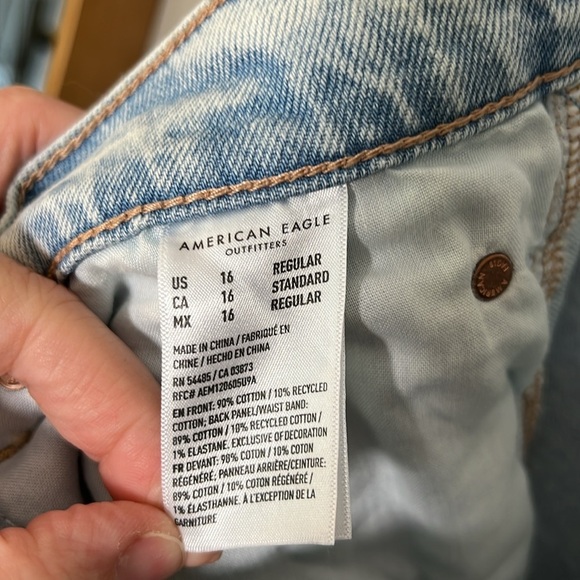 AMERICAN EAGLE
OUTFITTERS
US 16 REGULAR
CA 16 STANDARD
MX 16 REGULAR
MADE IN CHINA / FABRIQUÉ EN
CHINE / HECHO EN CHINA
RN 54485 / CA 03873
RFC# AEM120605U9A
EN FRONT: 90% COTTON / 10% RECYCLED
COTTON; BACK PANEL/WAIST BAND:
89% COTTON / 10% RECYCLED COTTON /
1% ELASTANE. EXCLUSIVE OF DECORATION
FR DEVANT: 98% COTON / 10% COTON
RÉGÉNÉRÉ; PANNEAU ARRIÈRE/CEINTURE:
89% COTON / 10% COTON RÉGÉNÉRÉ /
1% ÉLASTHANNE. À L'EXCEPTION DE LA
GARNITURE